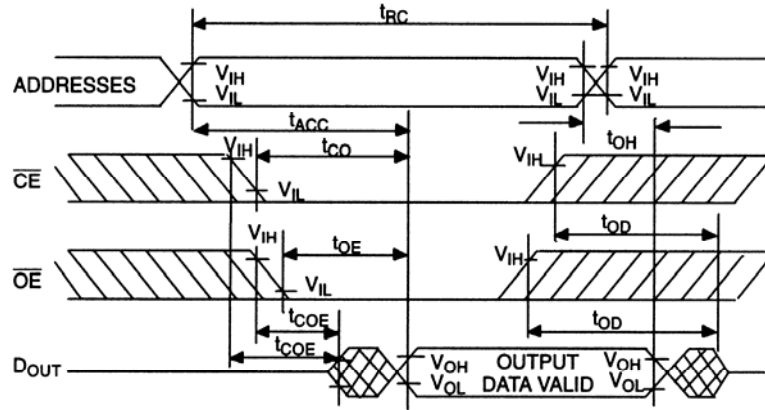 tRC
ADDRESSES
VIH VIH VIH
VIL VIL VIL
tACC
tCO tOH
CE VIH VIH
VIL
tOD
OE VIH tOE VIH
VIL
tCOE tOD
tCOE
DOUT VOH OUTPUT VOH
VOL DATA VALID VOL